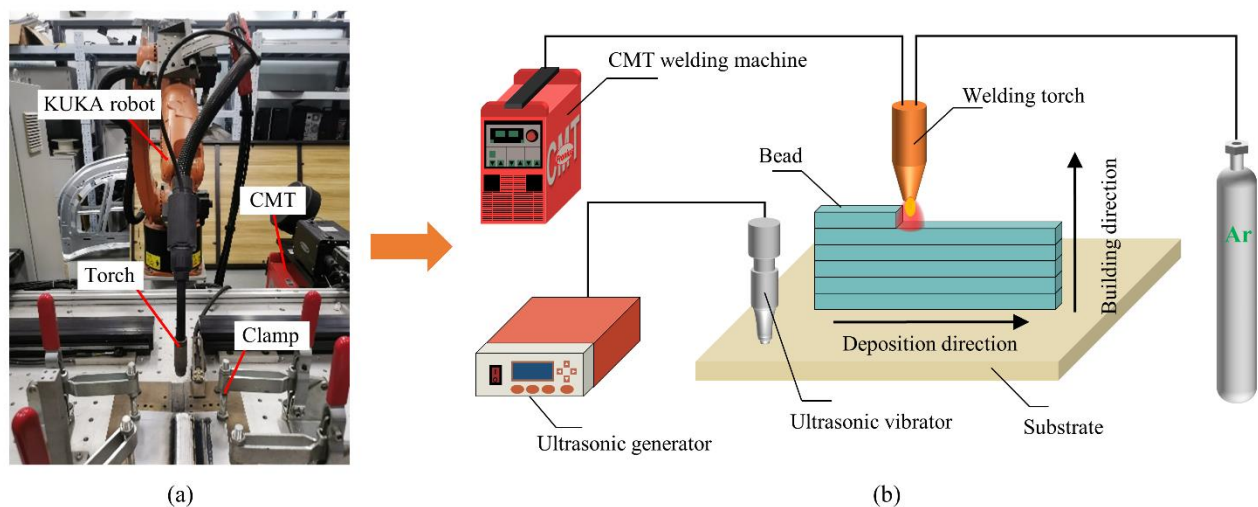 KUKA robot
CMT
Torch
Clamp
(a)
CMT welding machine
CMT
Welding torch
Bead
Building direction
Ar
Deposition direction
Ultrasonic generator
Ultrasonic vibrator
Substrate
(b)